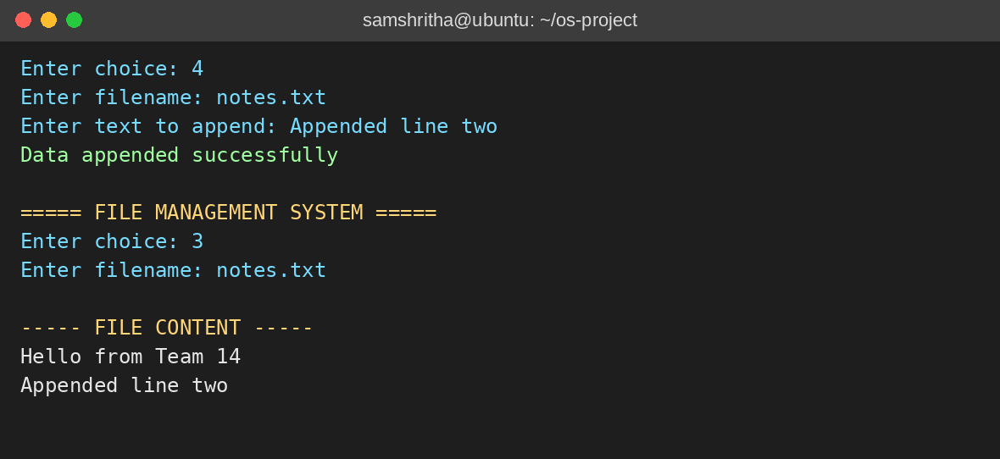 samshritha@ubuntu: ~/os-project
Enter choice: 4
Enter filename: notes.txt
Enter text to append: Appended line two
Data appended successfully
===== FILE MANAGEMENT SYSTEM =====
Enter choice: 3
Enter filename: notes.txt
----- FILE CONTENT -----
Hello from Team 14
Appended line two